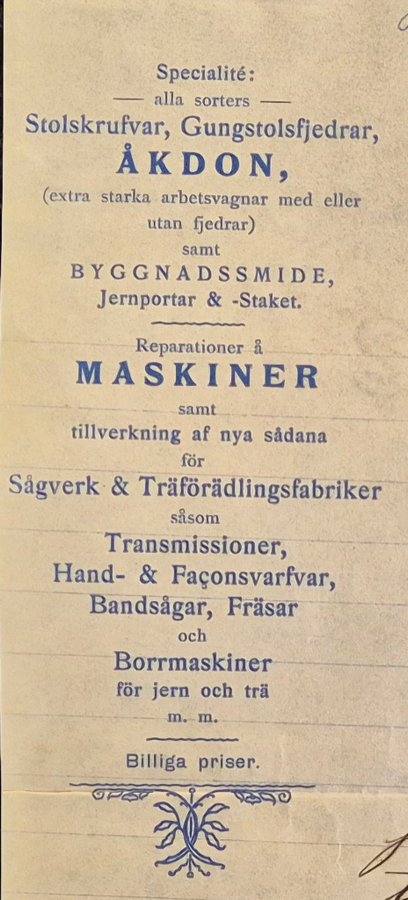 Specialité:
— alla sorters —
Stolskrufvar, Gungstolsfjedrar,
ÅKDON,
(extra starka arbetsvagnar med eller
utan fjedrar)
samt
BYGGNADSSMIDE,
Jernportar & -Staket.
Reparationer å
MASKINER
samt
tillverkning af nya sådana
för
Sågverk & Träförädlingsfabriker
såsom
Transmissioner,
Hand- & Façonsvarfvar,
Bandsågar, Fräsar
och
Borrmaskiner
för jern och trä
m. m.
Billiga priser.